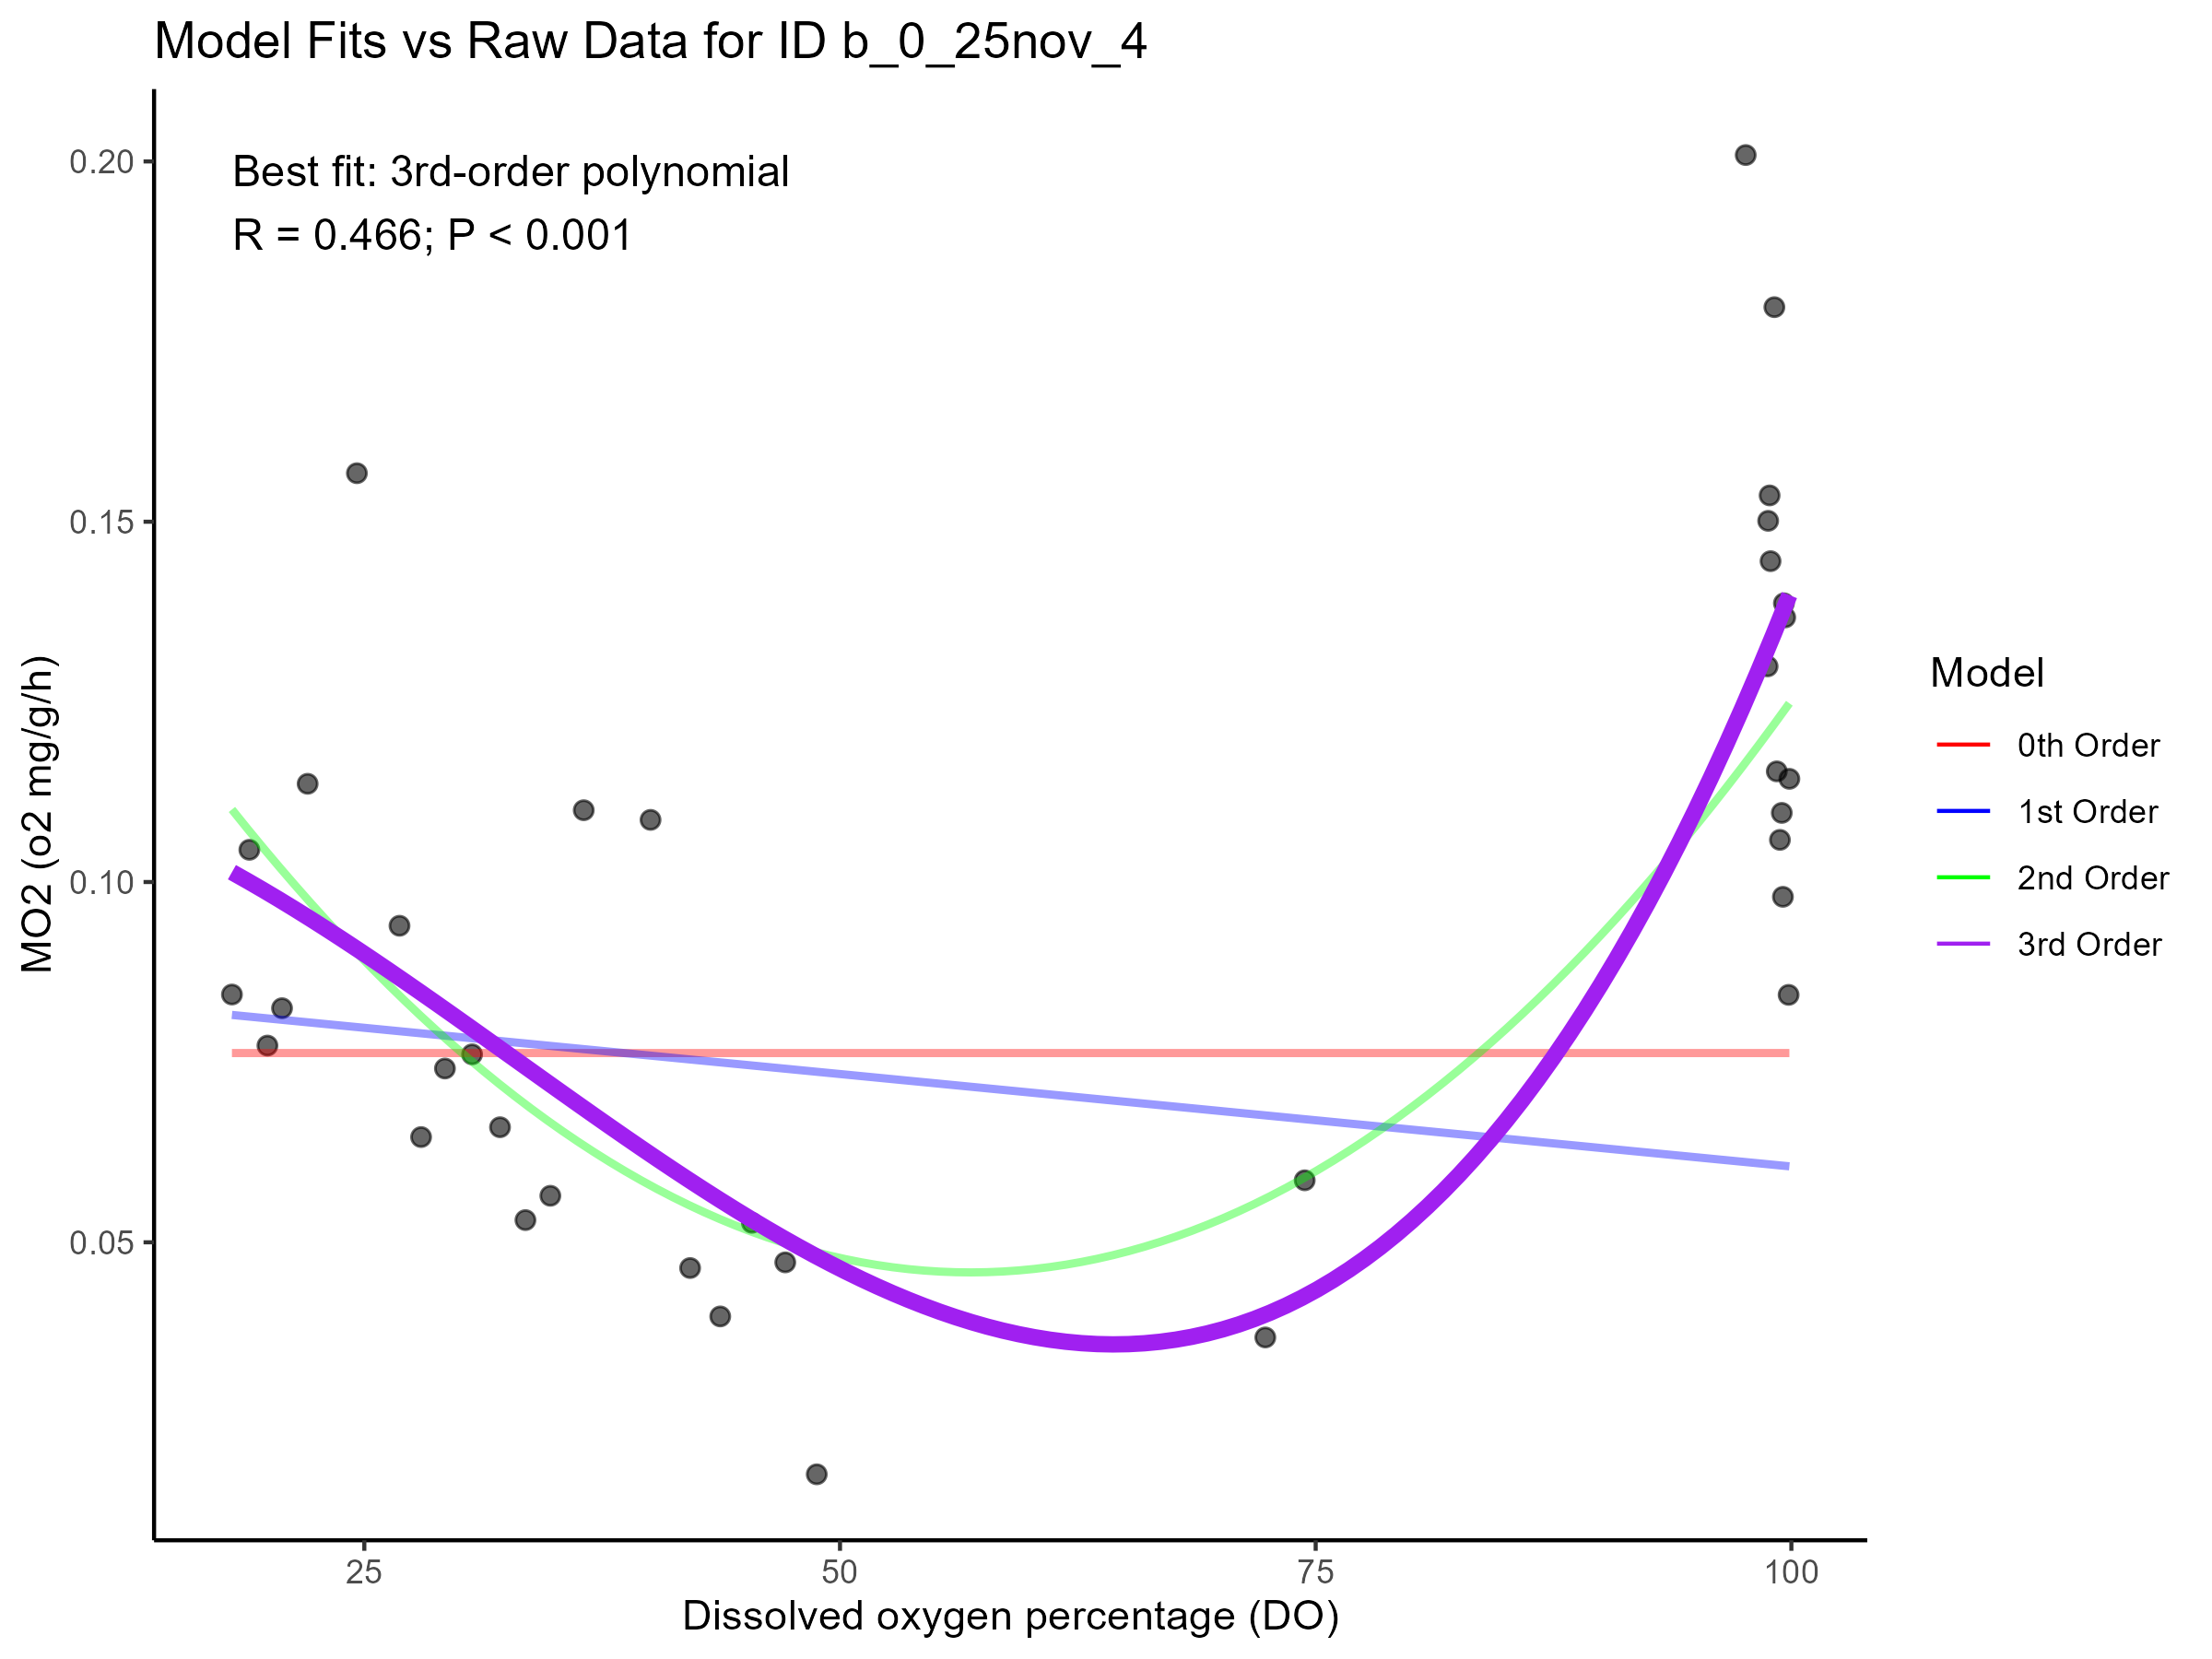 Model Fits vs Raw Data for ID b_0_25nov_4
Best fit: 3rd-order polynomial
R = 0.466; P < 0.001
0.20
0.15
0.10
0.05
MO2 (o2 mg/g/h)
25
50
75
100
Dissolved oxygen percentage (DO)
Model
0th Order
1st Order
2nd Order
3rd Order